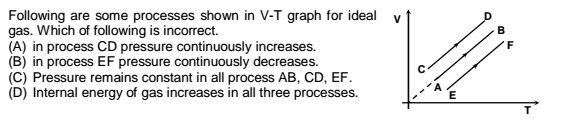 Following are some processes shown in V-T graph for ideal
gas. Which of following is incorrect.
(A) in process CD pressure continuously increases.
(B) in process EF pressure continuously decreases.
(C) Pressure remains constant in all process AB, CD, EF.
(D) Internal energy of gas increases in all three processes.
V
D
B
F
C
A
E
T